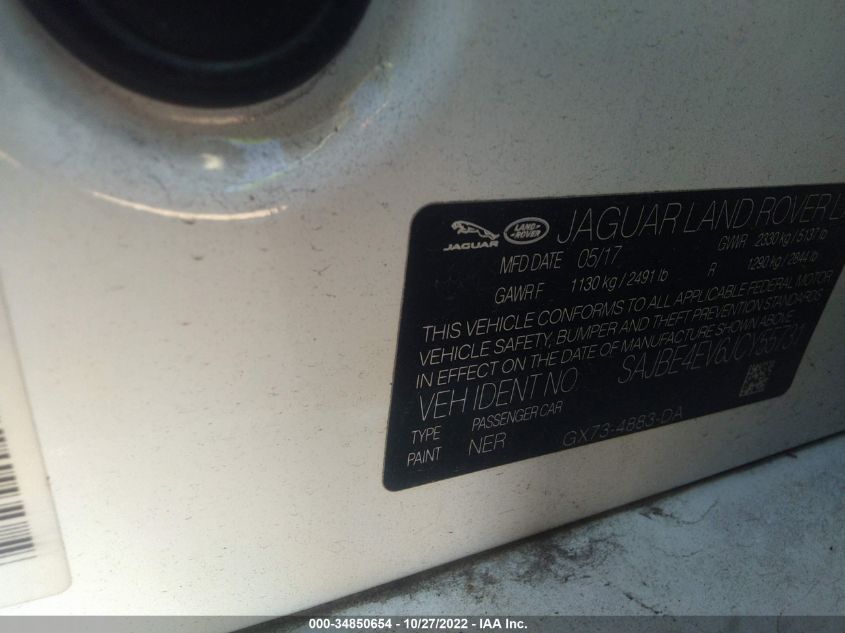 JAGUAR
LAND
ROVER
JAGUAR LAND ROVER L
MFD DATE 05/17 GVWR 2330 kg / 5137 lb
GAWR F 1130 kg / 2491 lb R 1290 kg / 2844 lb
THIS VEHICLE CONFORMS TO ALL APPLICABLE FEDERAL MOTOR
VEHICLE SAFETY, BUMPER AND THEFT PREVENTION STANDARDS
IN EFFECT ON THE DATE OF MANUFACTURE SHOWN ABOVE.
VEH IDENT NO. SAJBE4EV6JCY55731
TYPE PASSENGER CAR
PAINT NER GX73-4883-DA
000-34850654 - 10/27/2022 - IAA Inc.